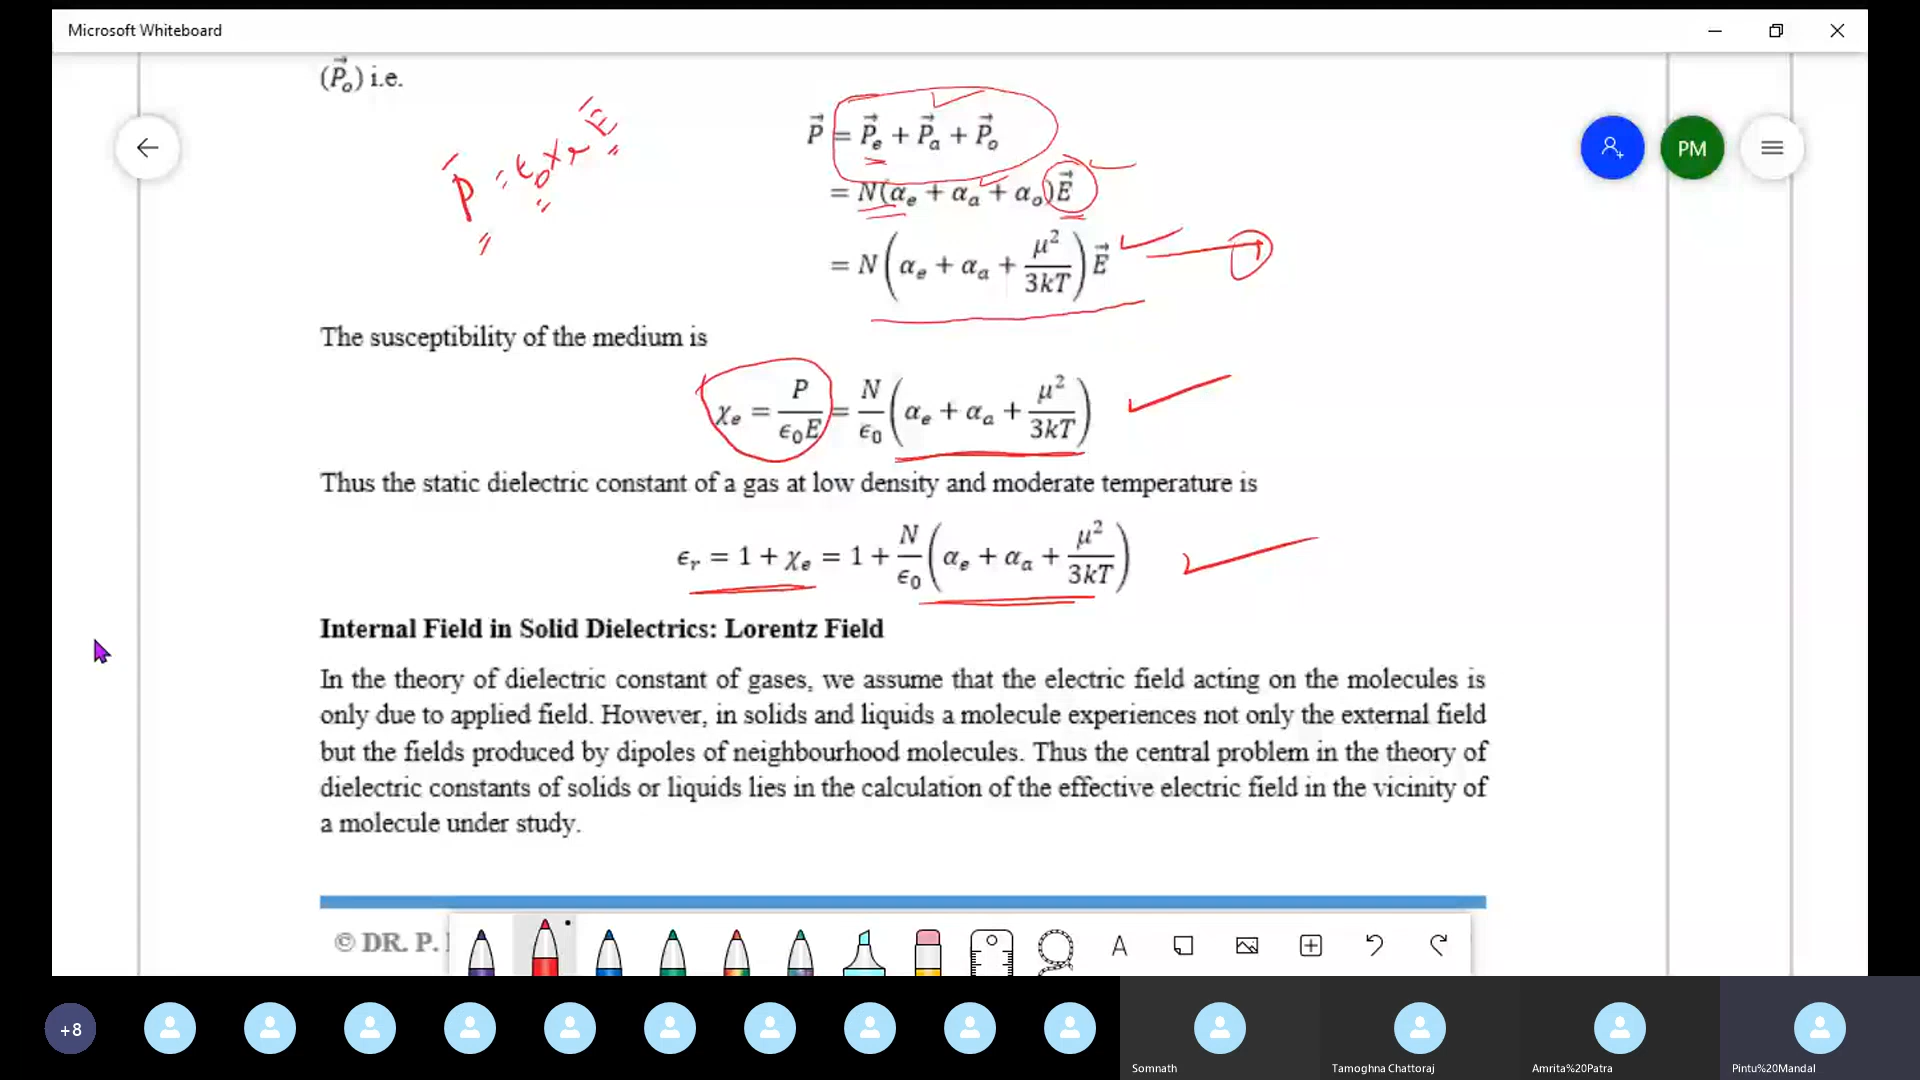 Microsoft Whiteboard
(P⃗ₒ) i.e.
P⃗ = P⃗ₑ + P⃗ₐ + P⃗ₒ
= N(αₑ + αₐ + αₒ)E⃗
P⃗ = ϵ₀χ E⃗
= N(αₑ + αₐ + μ²/3kT)E⃗
The susceptibility of the medium is
χₑ = P/ϵ₀E = N/ϵ₀(αₑ + αₐ + μ²/3kT)
Thus the static dielectric constant of a gas at low density and moderate temperature is
ϵᵣ = 1 + χₑ = 1 + N/ϵ₀(αₑ + αₐ + μ²/3kT)
Internal Field in Solid Dielectrics: Lorentz Field
In the theory of dielectric constant of gases, we assume that the electric field acting on the molecules is
only due to applied field. However, in solids and liquids a molecule experiences not only the external field
but the fields produced by dipoles of neighbourhood molecules. Thus the central problem in the theory of
dielectric constants of solids or liquids lies in the calculation of the effective electric field in the vicinity of
a molecule under study.
© DR. P.
PM
A
+8
Somnath
Tamoghna Chattoraj
Amrita%20Patra
Pintu%20Mandal